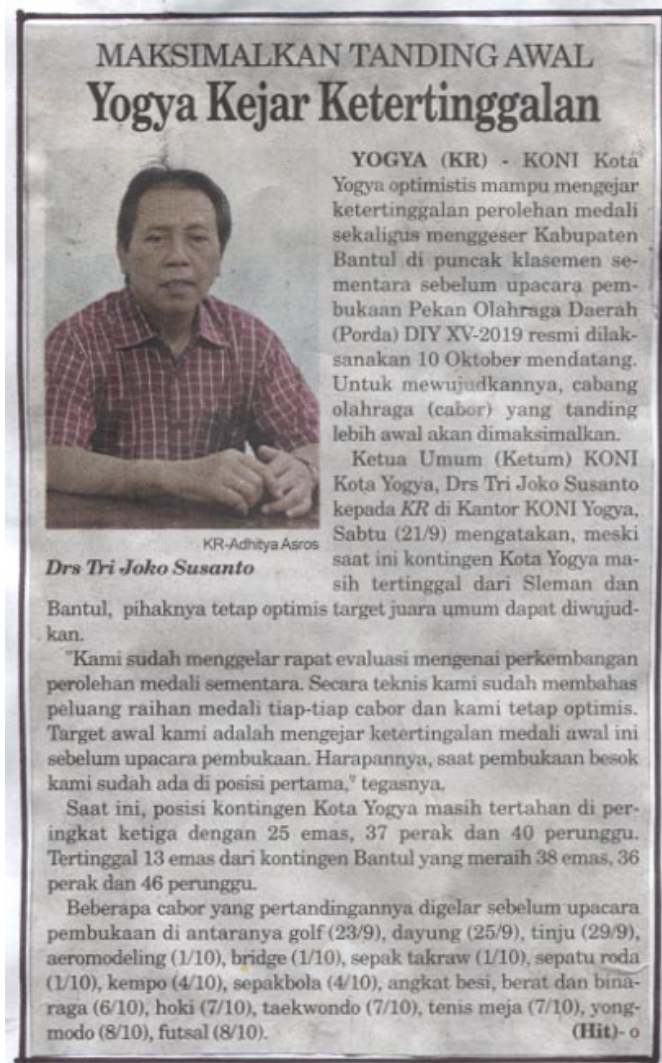 MAKSIMALKAN TANDING AWAL
Yogya Kejar Ketertinggalan
YOGYA (KR) - KONI Kota
Yogya optimistis mampu mengejar
ketertinggalan perolehan medali
sekaligus menggeser Kabupaten
Bantul di puncak klasemen se-
mentara sebelum upacara pem-
bukaan Pekan Olahraga Daerah
(Porda) DIY XV-2019 resmi dilak-
sanakan 10 Oktober mendatang.
Untuk mewujudkannya, cabang
olahraga (cabor) yang tanding
lebih awal akan dimaksimalkan.
Ketua Umum (Ketum) KONI
Kota Yogya, Drs Tri Joko Susanto
kepada KR di Kantor KONI Yogya,
Sabtu (21/9) mengatakan, meski
saat ini kontingen Kota Yogya ma-
sih tertinggal dari Sleman dan
KR-Adhitya Asros
Drs Tri Joko Susanto
Bantul, pihaknya tetap optimis target juara umum dapat diwujud-
kan.
"Kami sudah menggelar rapat evaluasi mengenai perkembangan
perolehan medali sementara. Secara teknis kami sudah membahas
peluang raihan medali tiap-tiap cabor dan kami tetap optimis.
Target awal kami adalah mengejar ketertingalan medali awal ini
sebelum upacara pembukaan. Harapannya, saat pembukaan besok
kami sudah ada di posisi pertama," tegasnya.
Saat ini, posisi kontingen Kota Yogya masih tertahan di per-
ingkat ketiga dengan 25 emas, 37 perak dan 40 perunggu.
Tertinggal 13 emas dari kontingen Bantul yang meraih 38 emas, 36
perak dan 46 perunggu.
Beberapa cabor yang pertandingannya digelar sebelum upacara
pembukaan di antaranya golf (23/9), dayung (25/9), tinju (29/9),
aeromodeling (1/10), bridge (1/10), sepak takraw (1/10), sepatu roda
(1/10), kempo (4/10), sepakbola (4/10), angkat besi, berat dan bina-
raga (6/10), hoki (7/10), taekwondo (7/10), tenis meja (7/10), yong-
modo (8/10), futsal (8/10). (Hit)- o